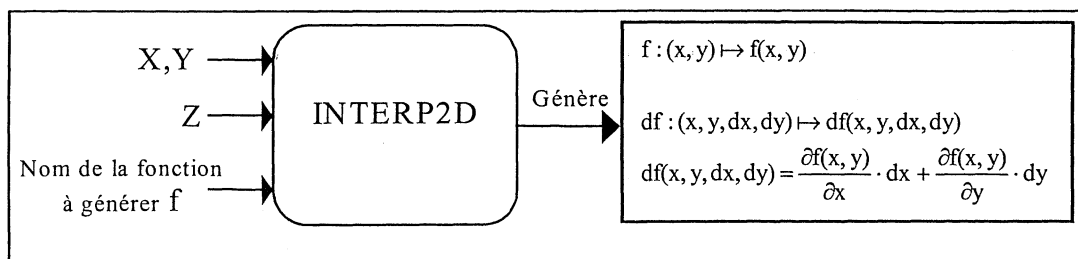 X,Y
Z
Nom de la fonction
à générer f
INTERP2D
Génère
f : (x, y) ↦ f(x, y)
df : (x, y, dx, dy) ↦ df(x, y, dx, dy)
df(x, y, dx, dy) = ∂f(x, y)/∂x · dx + ∂f(x, y)/∂y · dy